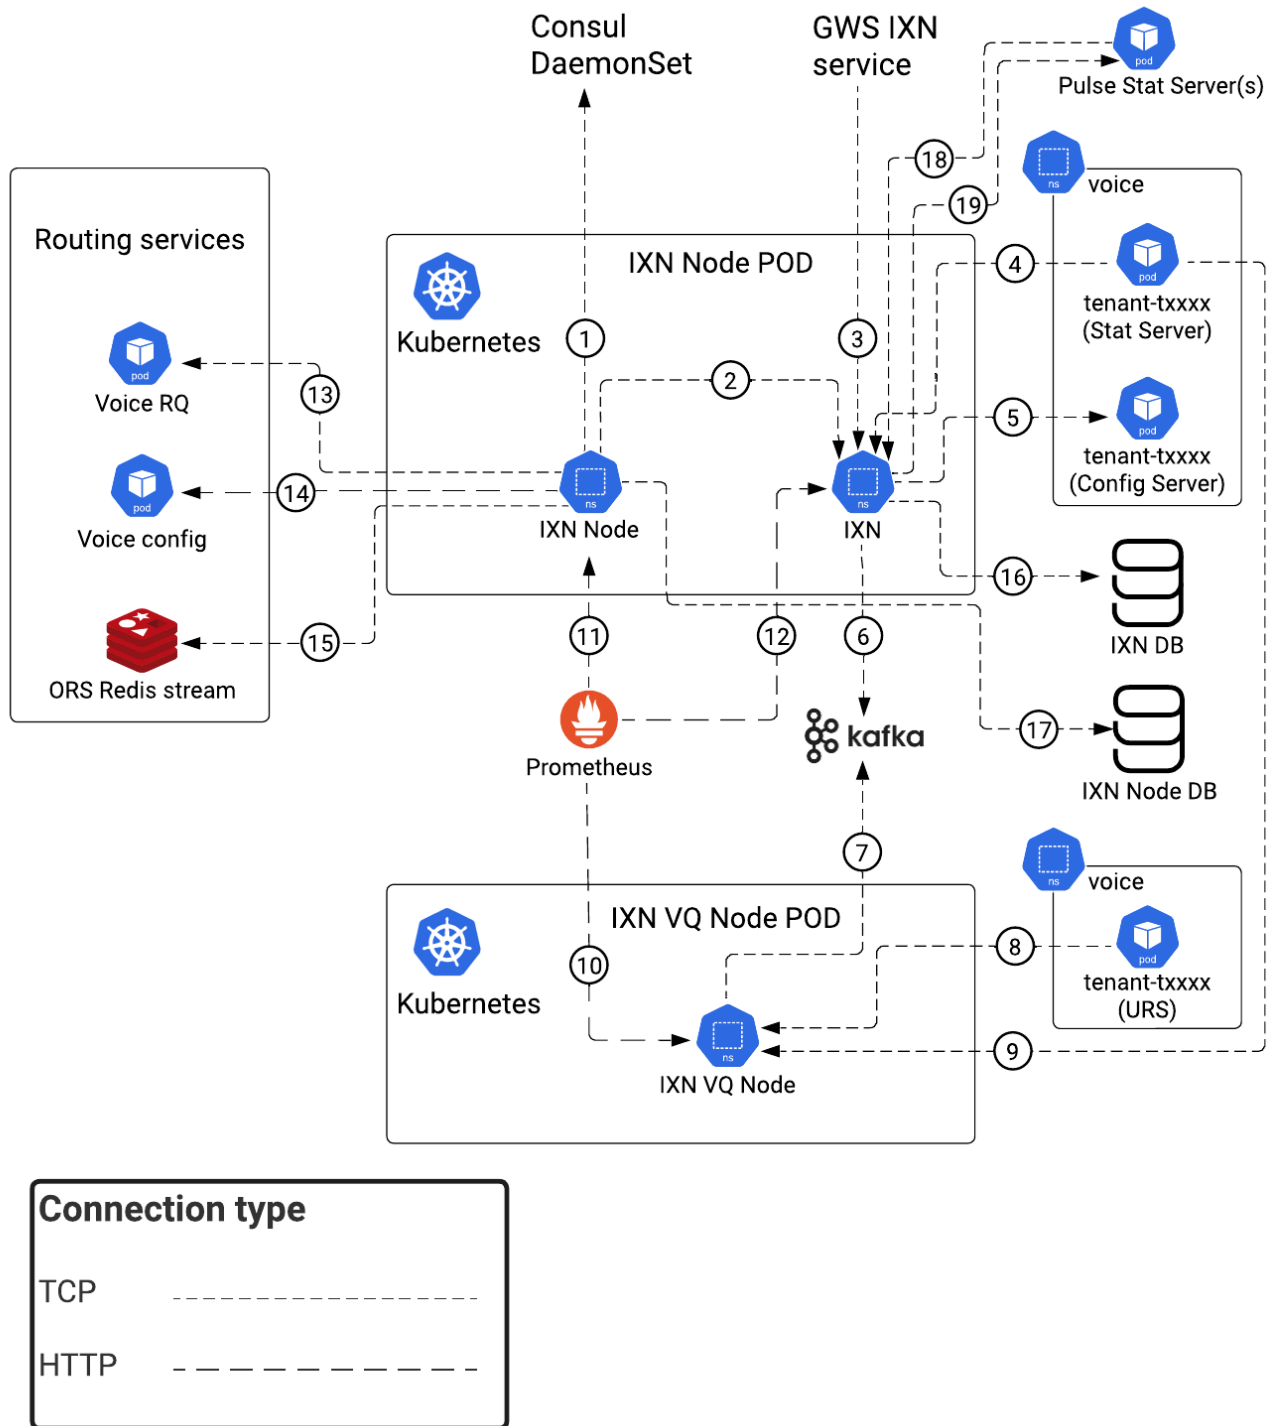 Consul
DaemonSet
GWS IXN
service
pod
Pulse Stat Server(s)
18
19
ns
voice
Routing services
IXN Node POD
Kubernetes
4
pod
tenant-txxxx
(Stat Server)
1
3
2
pod
Voice RQ
13
5
pod
tenant-txxxx
(Config Server)
pod
Voice config
14
ns
IXN Node
ns
IXN
16
IXN DB
15
ORS Redis stream
11
12
6
Prometheus
kafka
17
IXN Node DB
7
ns
voice
IXN VQ Node POD
Kubernetes
10
8
pod
tenant-txxxx
(URS)
ns
IXN VQ Node
9
Connection type
TCP
HTTP